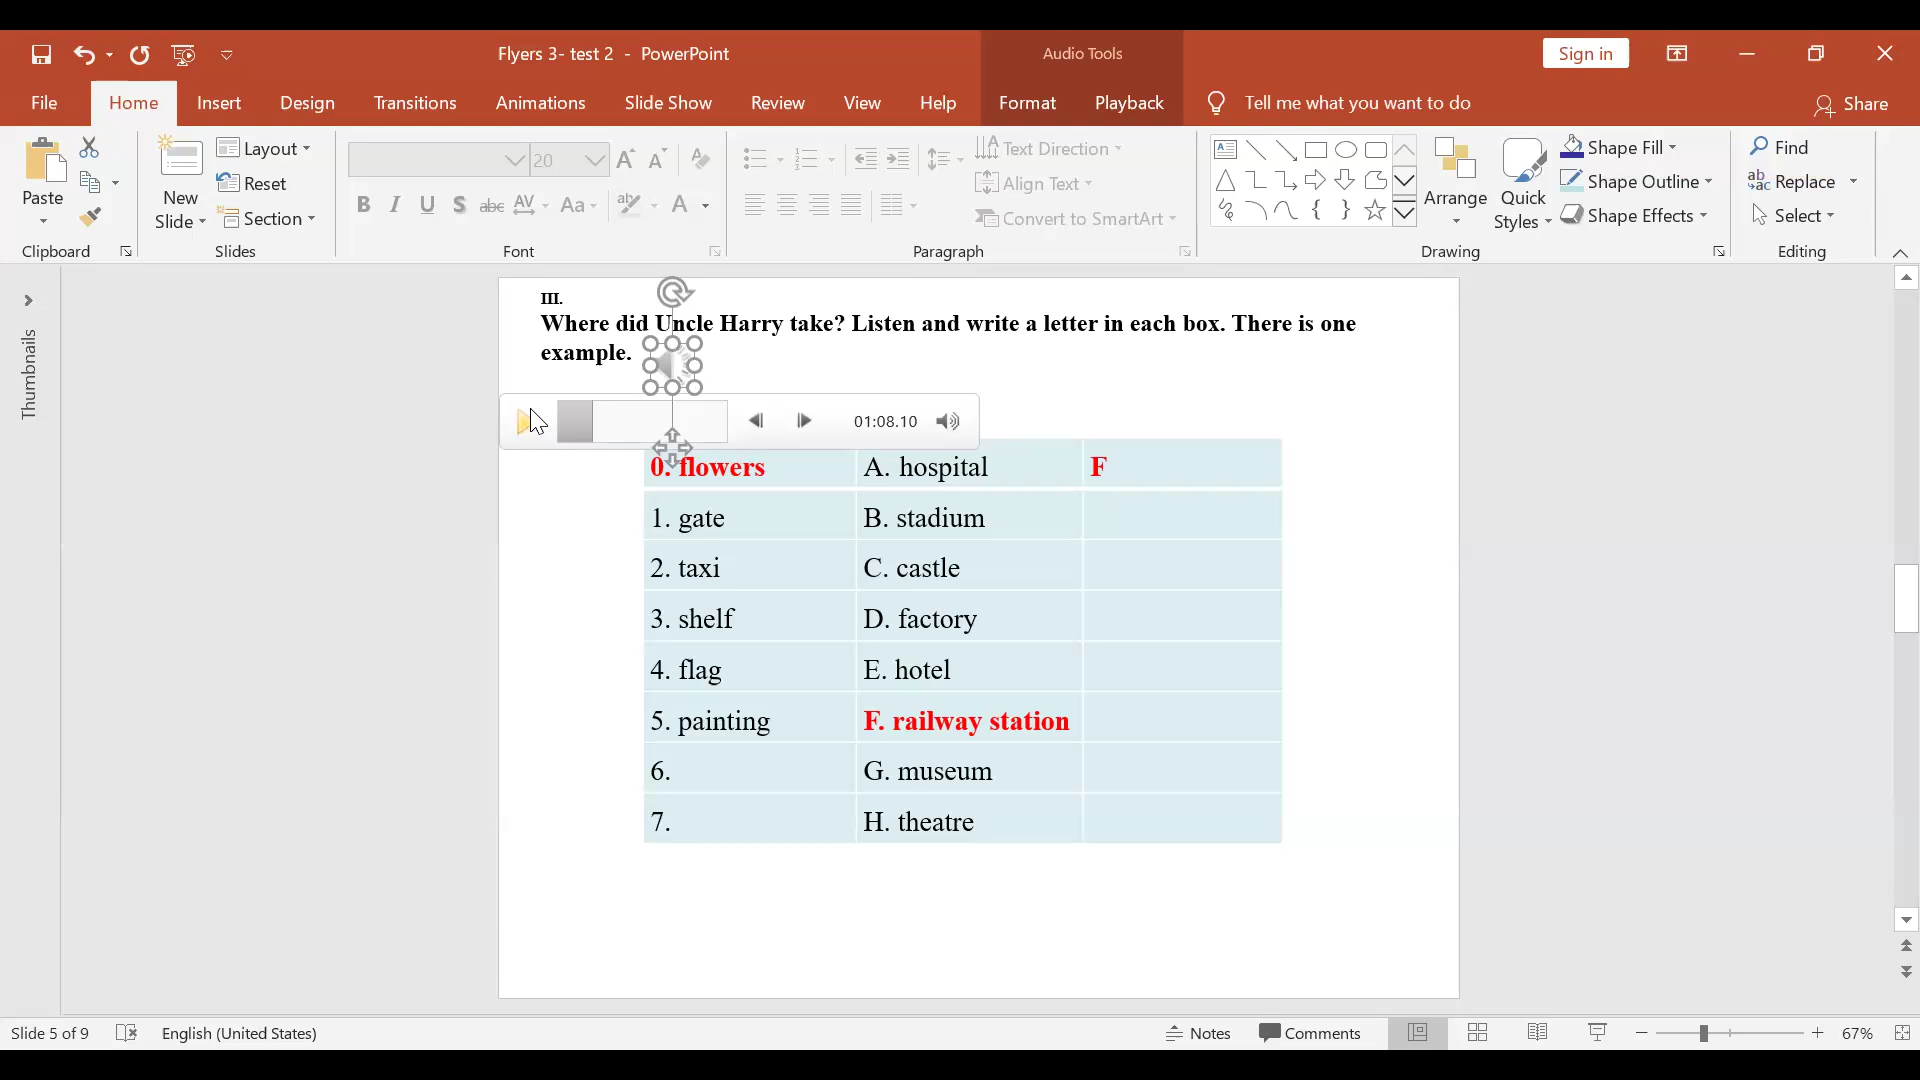 Flyers 3- test 2 - PowerPoint
Audio Tools
Sign in
File Home Insert Design Transitions Animations Slide Show Review View Help Format Playback Tell me what you want to do Share
Paste
Clipboard
New Slide
Layout
Reset
Section
Slides
20
B I U S abc AV Aa A
Font
Text Direction
Align Text
Convert to SmartArt
Paragraph
Arrange
Quick Styles
Shape Fill
Shape Outline
Shape Effects
Drawing
Find
Replace
Select
Editing
Thumbnails
III.
Where did Uncle Harry take? Listen and write a letter in each box. There is one
example.
01:08.10
0. flowers A. hospital F
1. gate B. stadium
2. taxi C. castle
3. shelf D. factory
4. flag E. hotel
5. painting F. railway station
6. G. museum
7. H. theatre
Slide 5 of 9 English (United States) Notes Comments 67%